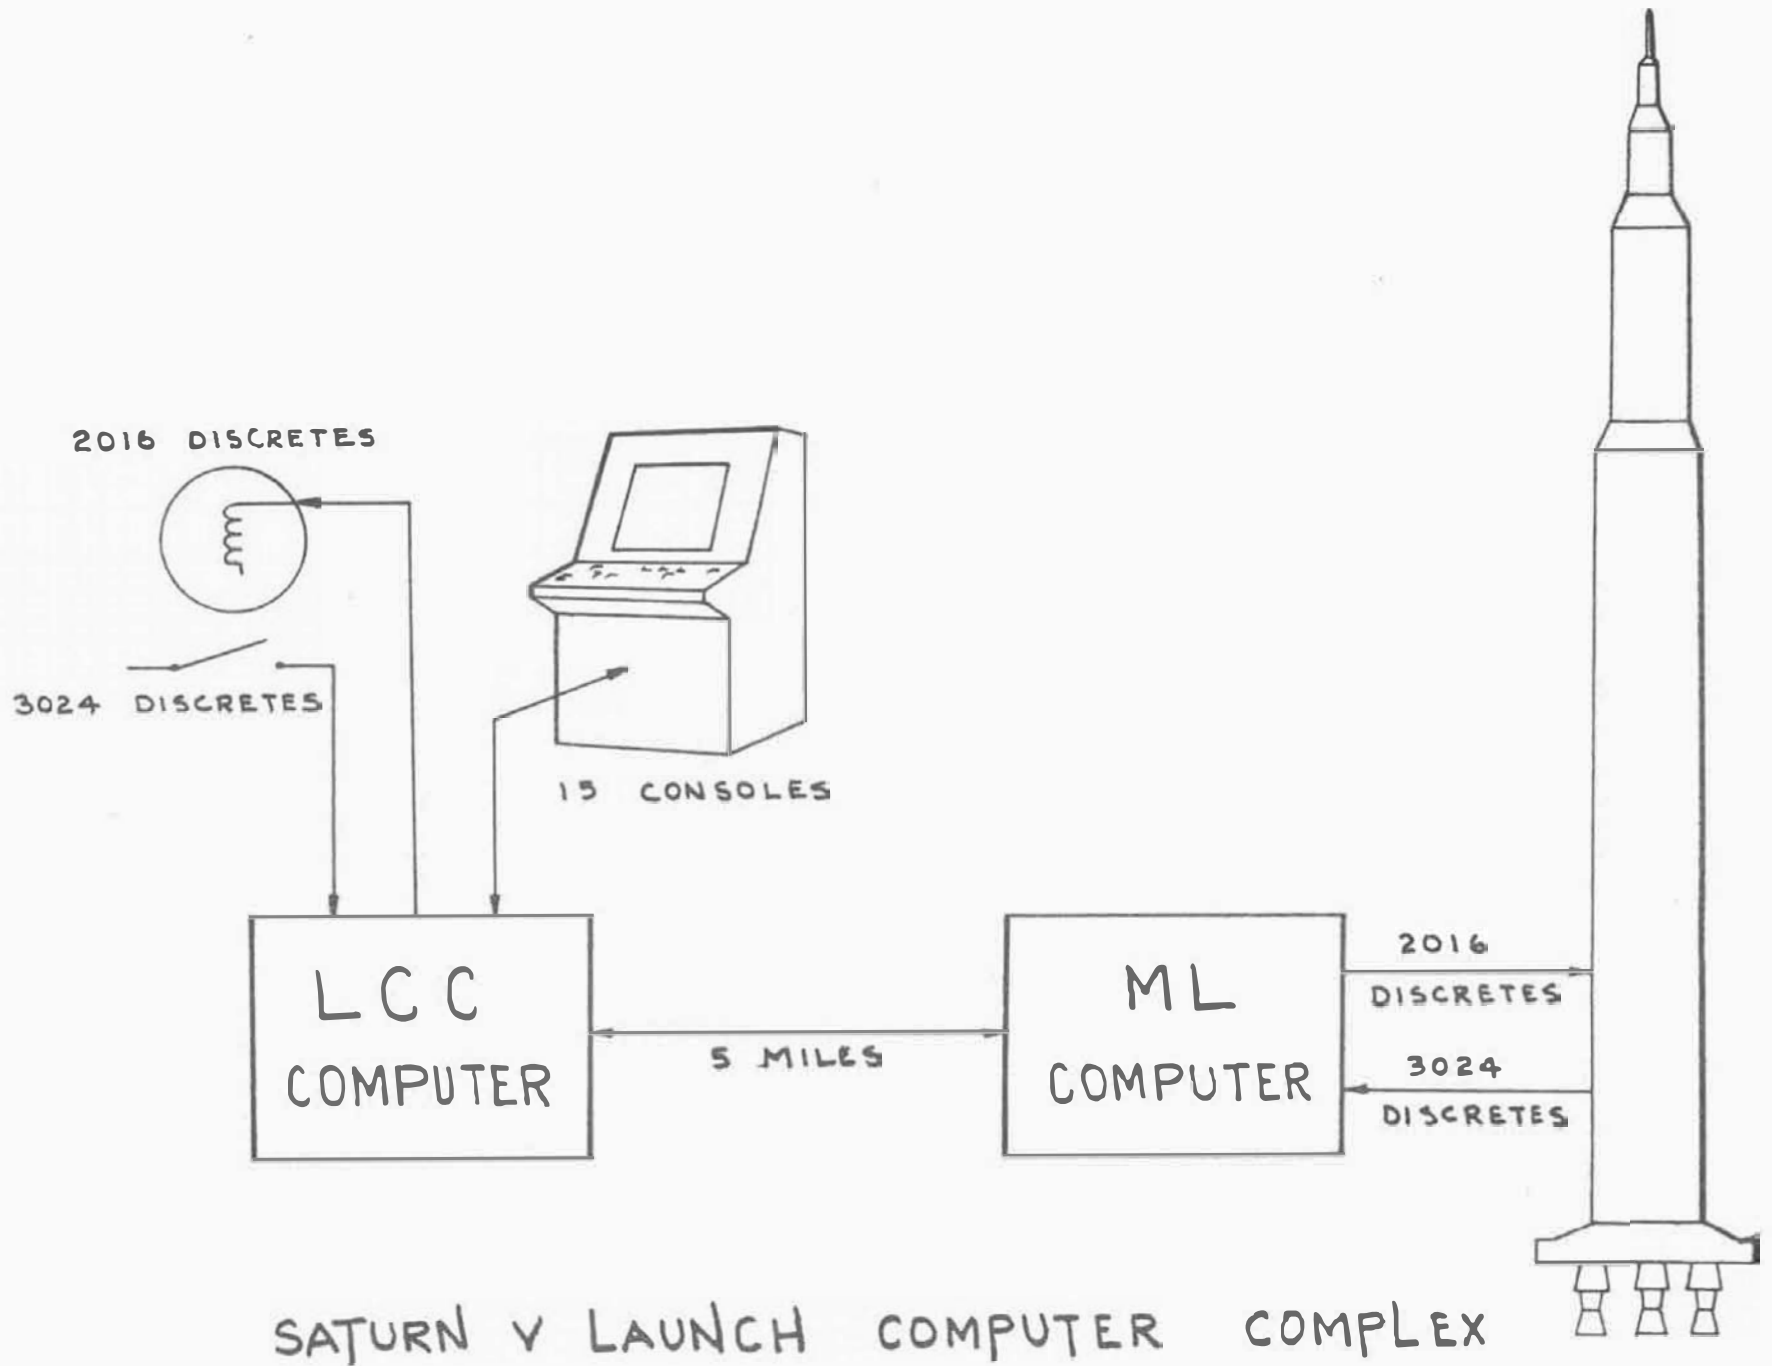 2016 DISCRETES
3024 DISCRETES
15 CONSOLES
LCC
COMPUTER
5 MILES
ML
COMPUTER
2016
DISCRETES
3024
DISCRETES
SATURN V LAUNCH COMPUTER COMPLEX